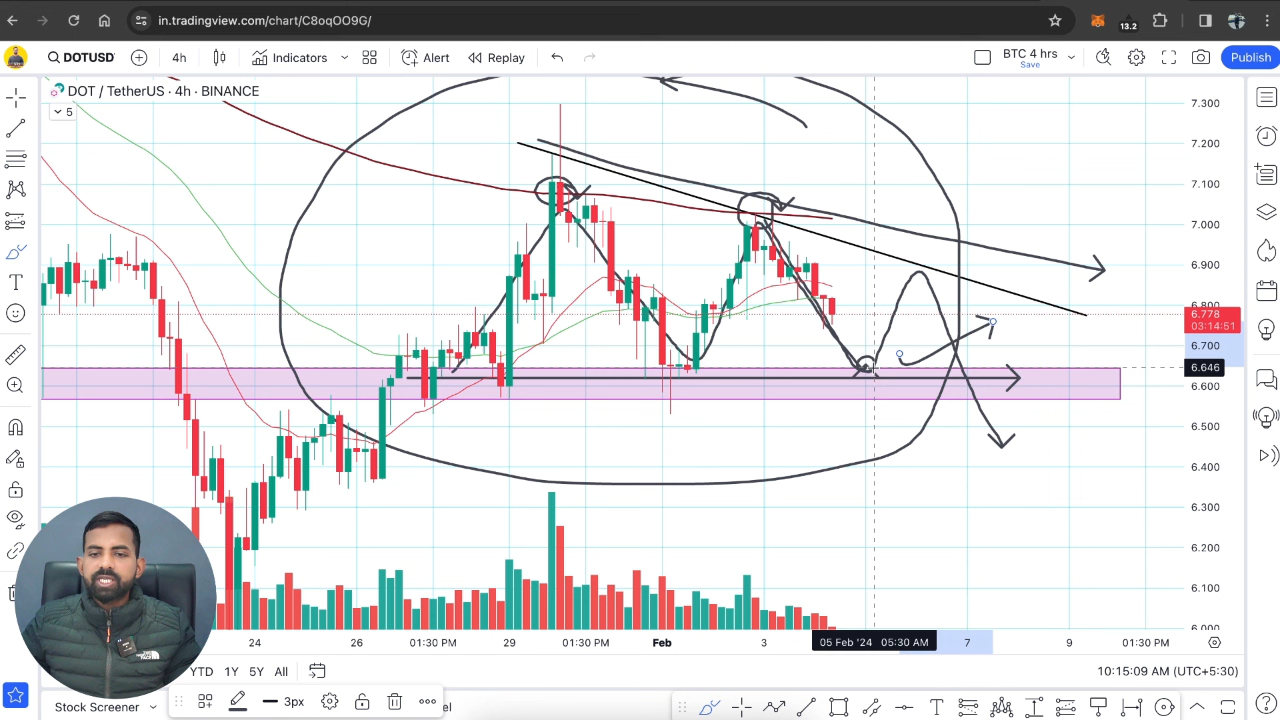 in.tradingview.com/chart/C8oqOO9G/
13.2
DOTUSD
4h
Indicators
Alert
Replay
BTC 4 hrs
Save
Publish
DOT / TetherUS · 4h · BINANCE
5
7.300
7.200
7.100
7.000
6.900
6.800
6.778
03:14:51
6.700
6.646
6.600
6.500
6.400
6.300
6.200
6.100
6.000
24
26
01:30 PM
29
01:30 PM
Feb
3
05 Feb '24 05:30 AM
7
9
01:30 PM
YTD
1Y
5Y
All
10:15:09 AM (UTC+5:30)
Stock Screener
3px
el